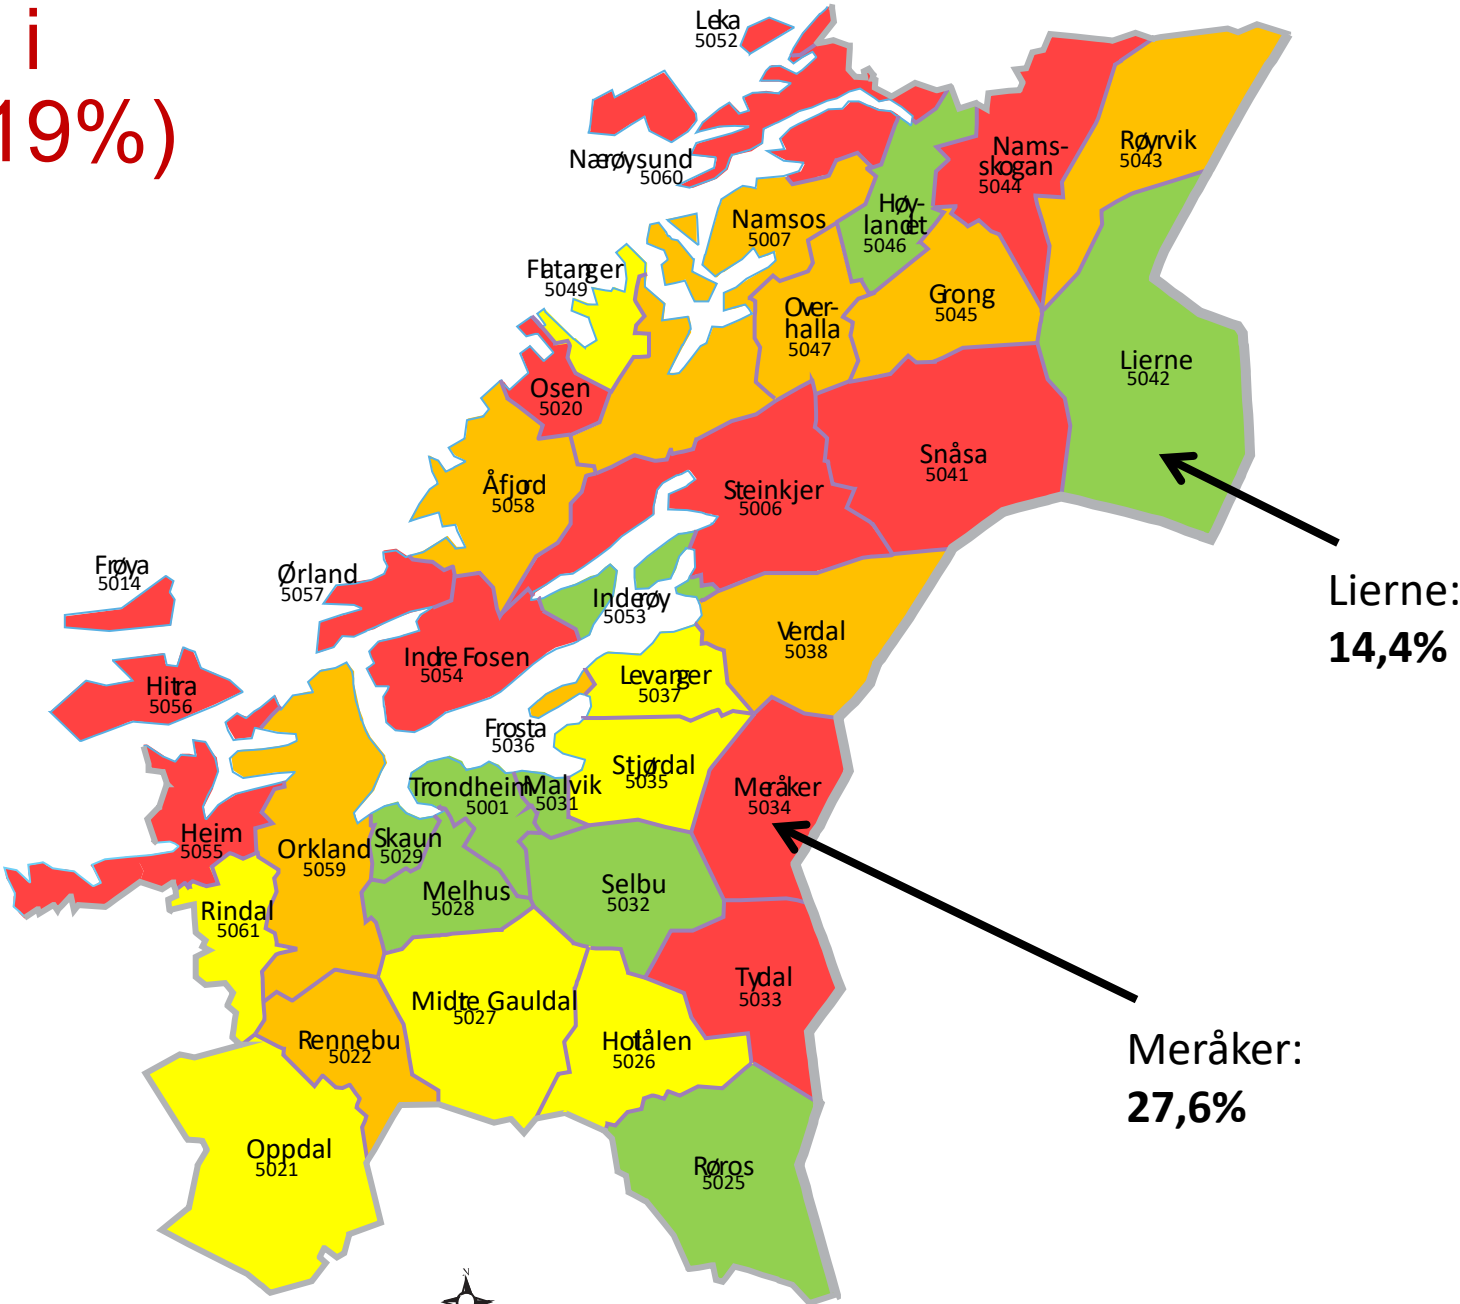 i
19%)
Leka
5052
Nærøysund
5060
Nams-
skogan
5044
Røyrvik
5043
Høy-
landet
5046
Namsos
5007
Flatanger
5049
Over-
halla
5047
Grong
5045
Lierne
5042
Osen
5020
Åfjord
5058
Steinkjer
5006
Snåsa
5041
Frøya
5014
Ørland
5057
Inderøy
5053
Verdal
5038
Lierne:
14,4%
Indre Fosen
5054
Levanger
5037
Hitra
5056
Frosta
5036
Stjørdal
5035
Meråker
5034
Trondheim
5001
Malvik
5031
Heim
5055
Orkland
5059
Skaun
5029
Melhus
5028
Selbu
5032
Rindal
5061
Tydal
5033
Midtre Gauldal
5027
Rennebu
5022
Holtålen
5026
Meråker:
27,6%
Oppdal
5021
Røros
5025
N